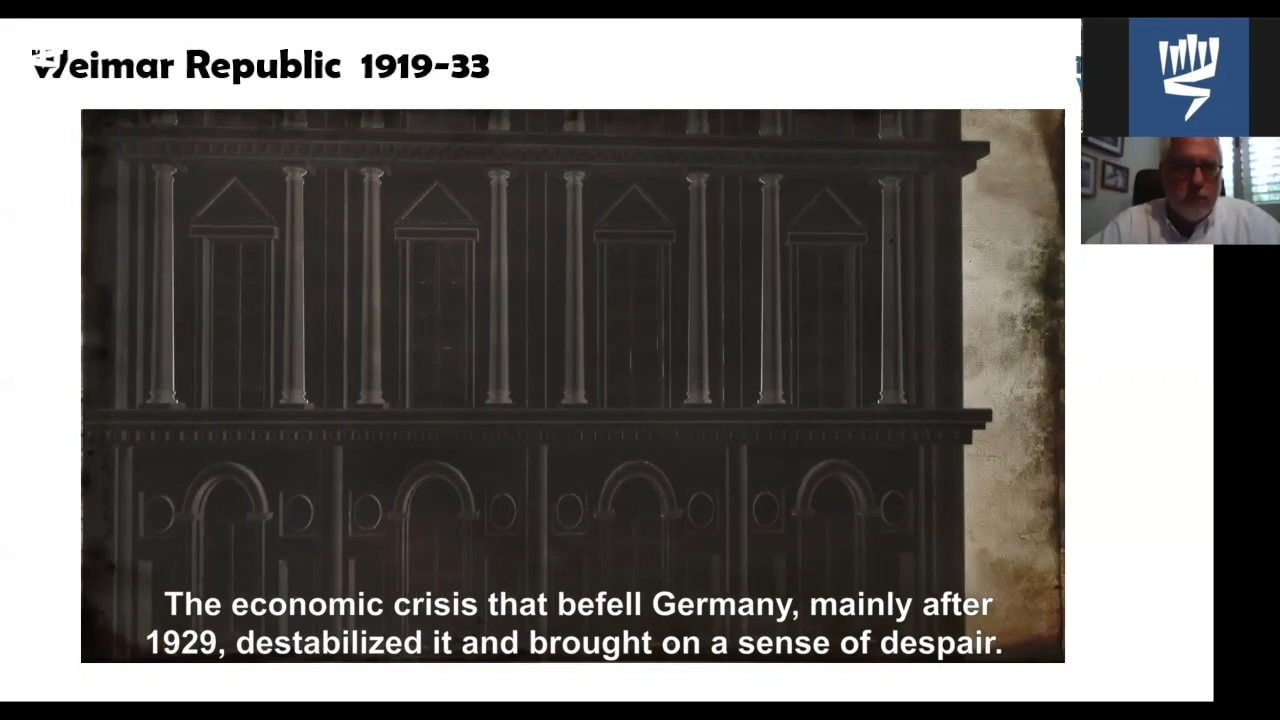 Weimar Republic 1919-33
The economic crisis that befell Germany, mainly after
1929, destabilized it and brought on a sense of despair.